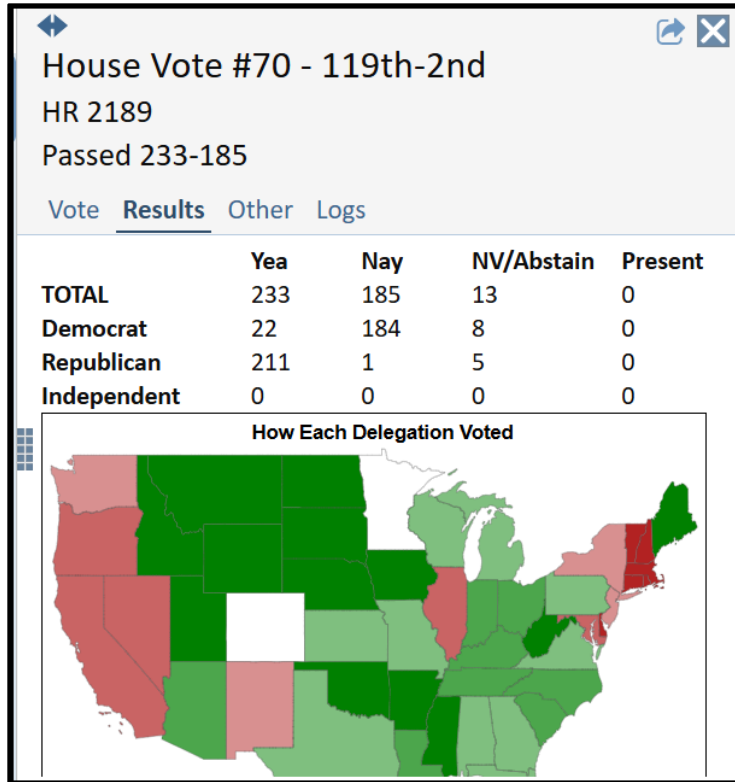 House Vote #70 - 119th-2nd
HR 2189
Passed 233-185
Vote Results Other Logs
Yea Nay NV/Abstain Present
TOTAL 233 185 13 0
Democrat 22 184 8 0
Republican 211 1 5 0
Independent 0 0 0 0
How Each Delegation Voted